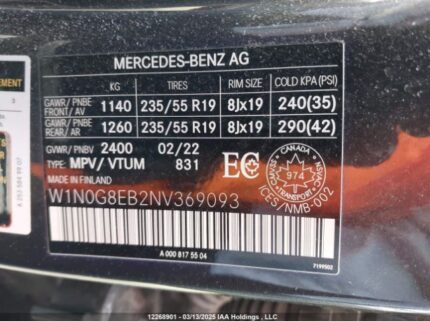 MERCEDES-BENZ AG
KG TIRES RIM SIZE COLD KPA (PSI)
GAWR/ PNBE FRONT/ AV 1140 235/55 R19 8Jx19 240(35)
GAWR/ PNBE REAR/ AR 1260 235/55 R19 8Jx19 290(42)
GVWR/ PNBV 2400 02/22
TYPE: MPV/ VTUM 831 EC
MADE IN FINLAND
W1N0G8EB2NV369093
CANADA
974
TRANSPORT
ICES/NMB-002
A 000 817 55 04
7199502
EMENT
3
12268901 - 03/13/2025 IAA Holdings, LLC